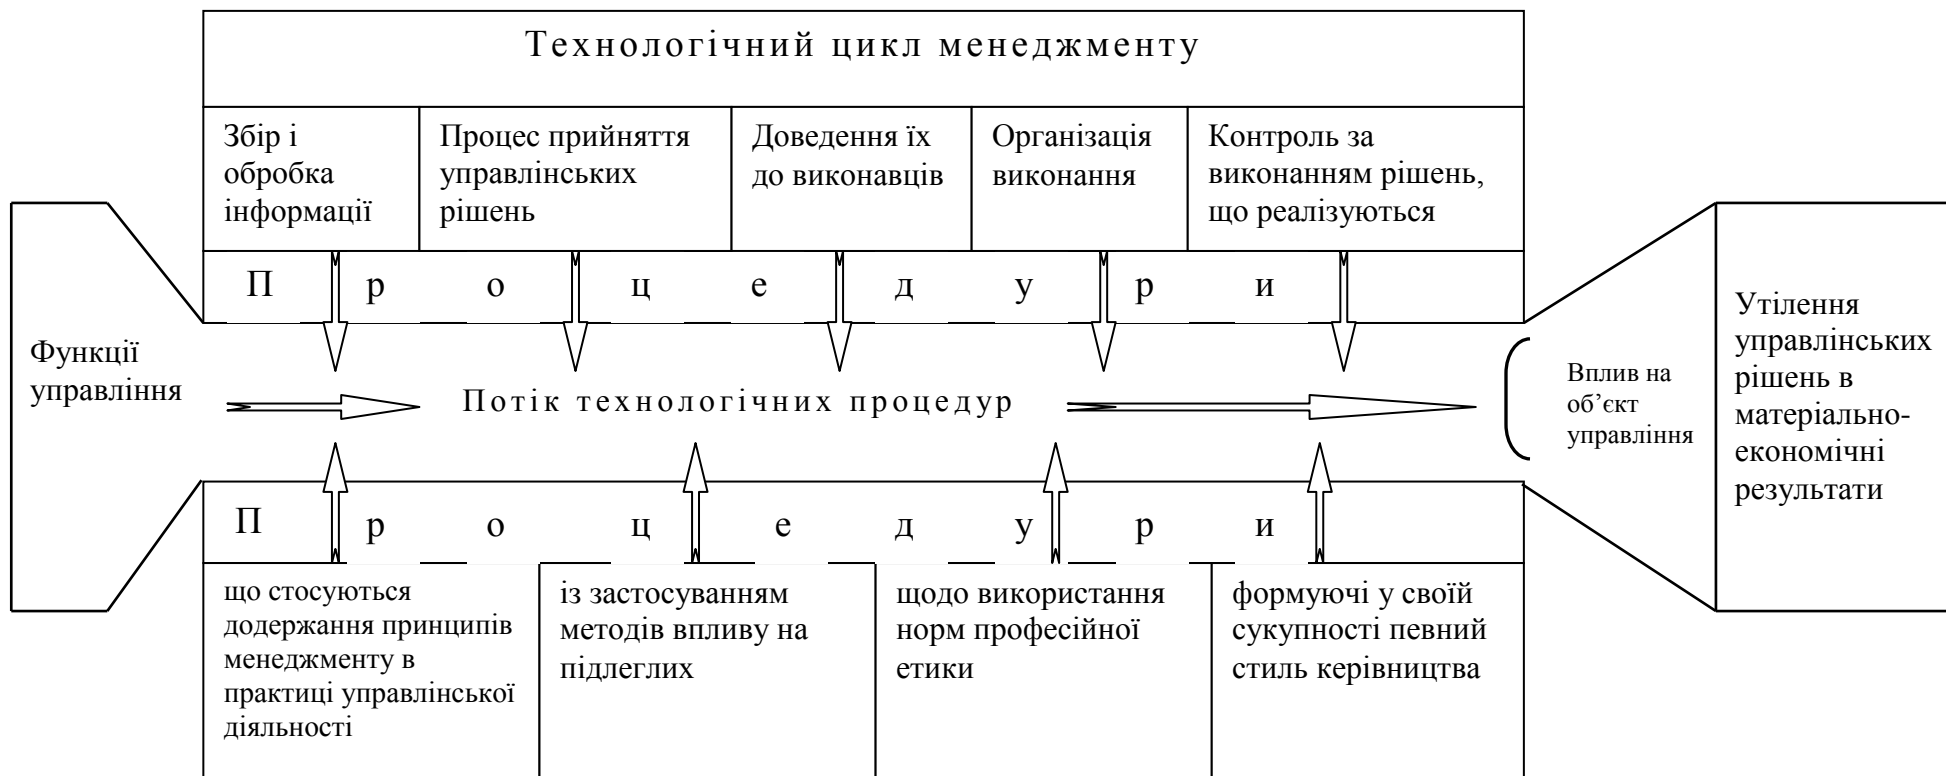 Технологічний цикл менеджменту
Збір і
обробка
інформації
Процес прийняття
управлінських
рішень
Доведення їх
до виконавців
Організація
виконання
Контроль за
виконанням рішень,
що реалізуються
П р о ц е д у р и
Функції
управління
Потік технологічних процедур
Вплив на
об’єкт
управління
Утілення
управлінських
рішень в
матеріально-
економічні
результати
П р о ц е д у р и
що стосуються
додержання принципів
менеджменту в
практиці управлінської
діяльності
із застосуванням
методів впливу на
підлеглих
щодо використання
норм професійної
етики
формуючі у своїй
сукупності певний
стиль керівництва